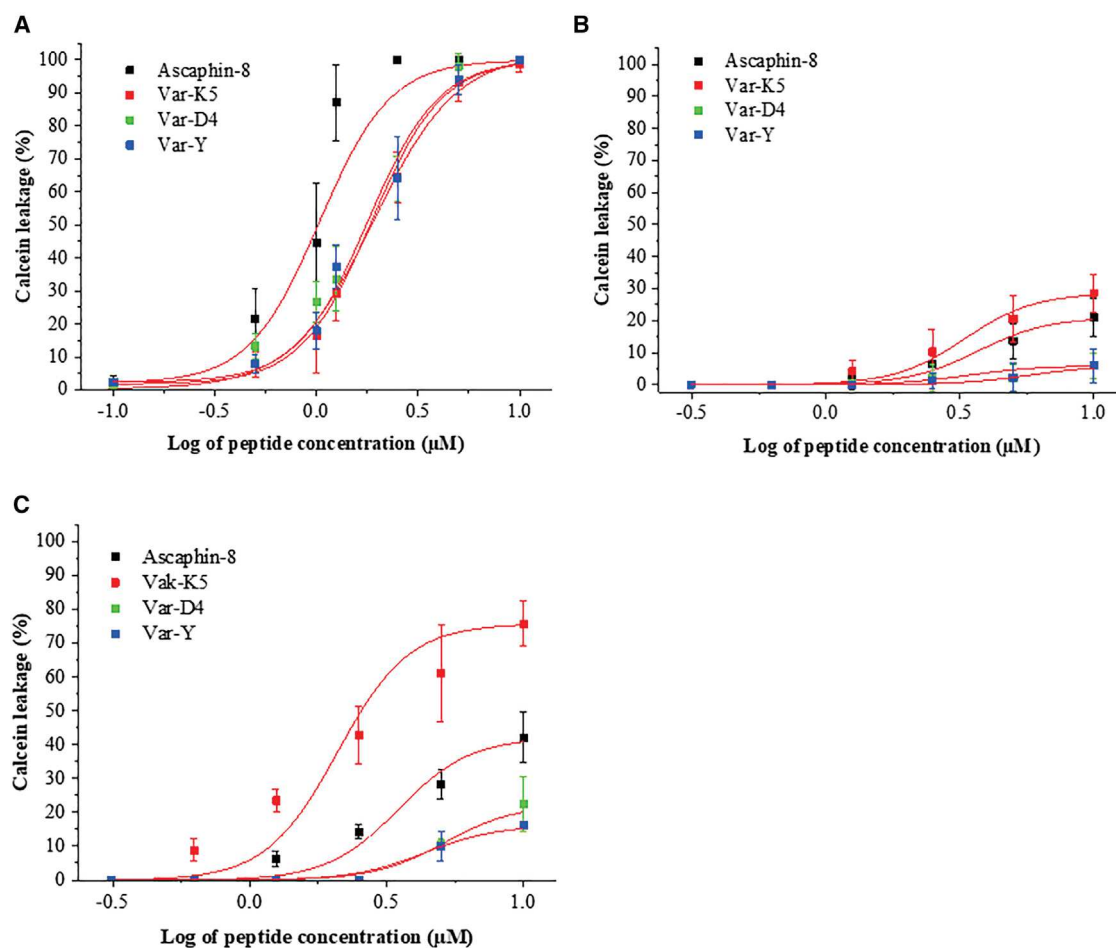 A
Ascaphin-8
Var-K5
Var-D4
Var-Y
Calcein leakage (%)
100
90
80
70
60
50
40
30
20
10
0
-1.0 -0.5 0.0 0.5 1.0
Log of peptide concentration (µM)
B
Ascaphin-8
Var-K5
Var-D4
Var-Y
Calcein leakage (%)
100
90
80
70
60
50
40
30
20
10
0
-0.5 0.0 0.5 1.0
Log of peptide concentration (µM)
C
Ascaphin-8
Vak-K5
Var-D4
Var-Y
Calcein leakage (%)
100
90
80
70
60
50
40
30
20
10
0
-0.5 0.0 0.5 1.0
Log of peptide concentration (µM)